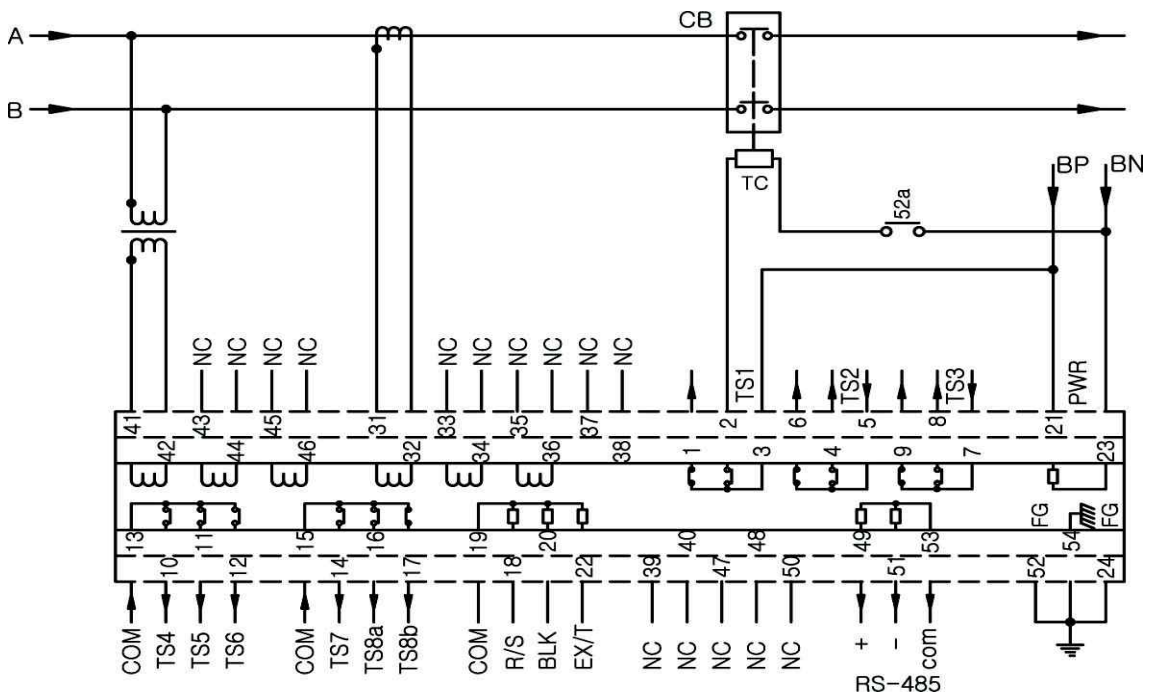 A
CB
B
TC
BP
BN
52a
NC
NC
NC
NC
NC
NC
NC
NC
NC
NC
TS1
TS2
TS3
PWR
41
43
45
31
33
35
37
2
6
5
8
21
42
44
46
32
34
36
38
1
3
4
9
7
23
FG
FG
13
11
15
16
19
20
40
48
49
53
54
10
12
14
17
18
22
39
47
50
51
52
24
COM
TS4
TS5
TS6
COM
TS7
TS8a
TS8b
COM
R/S
BLK
EX/T
NC
NC
NC
NC
NC
+
-
com
RS-485